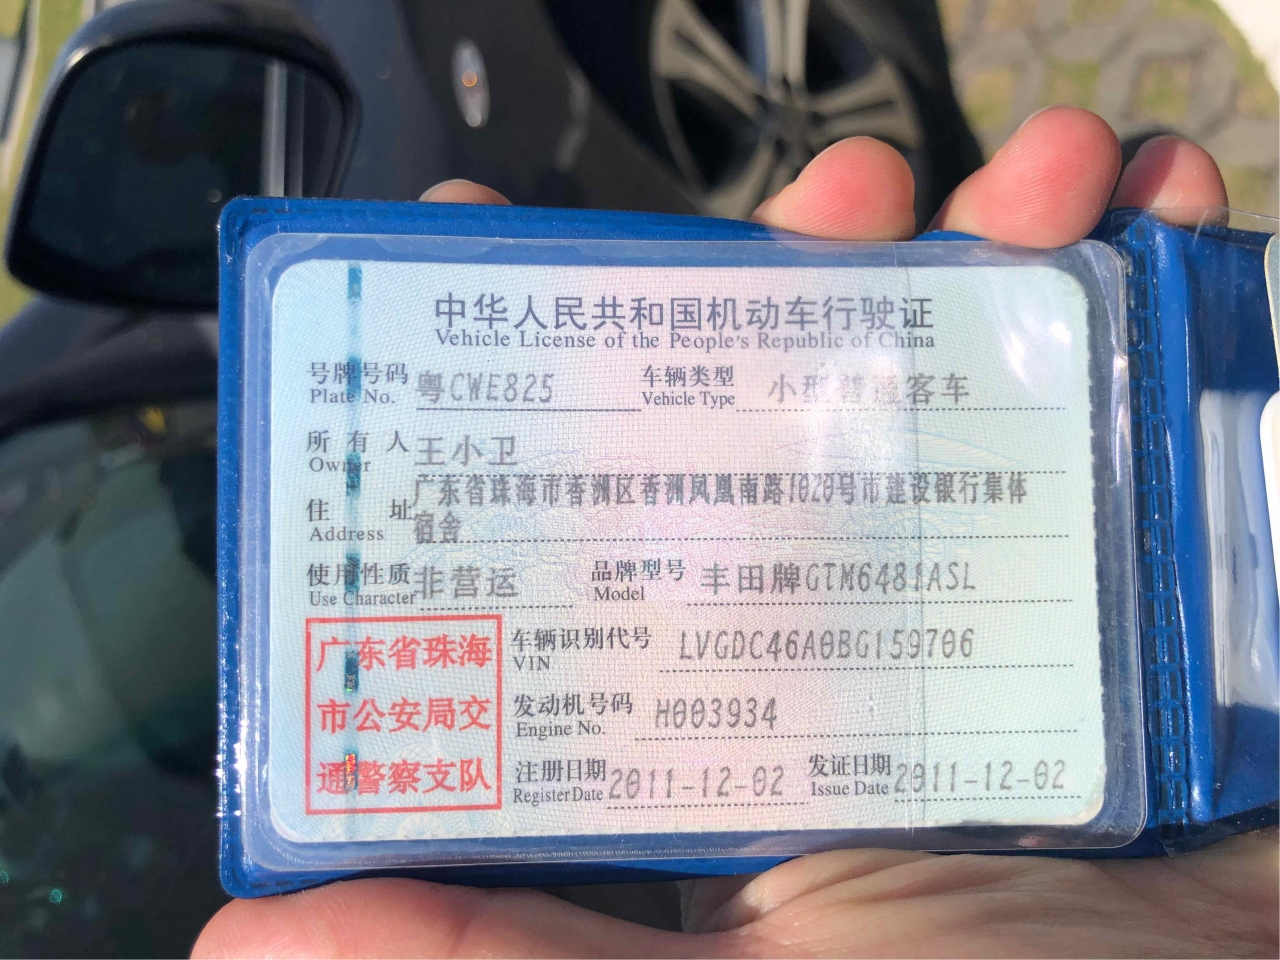 中华人民共和国机动车行驶证
Vehicle License of the People's Republic of China
号牌号码 粤CWE825 车辆类型 小型普通客车
Plate No. Vehicle Type
所有人 王小卫
Owner
广东省珠海市香洲区香洲凤凰南路1020号市建设银行集体
住址 宿舍
Address
使用性质 非营运 品牌型号 丰田牌GTM6481ASL
Use Character Model
广东省珠海 车辆识别代号 LVGDC46A0BG159706
VIN
市公安局交 发动机号码 H003934
Engine No.
通警察支队 注册日期 2011-12-02 发证日期 2011-12-02
Register Date Issue Date